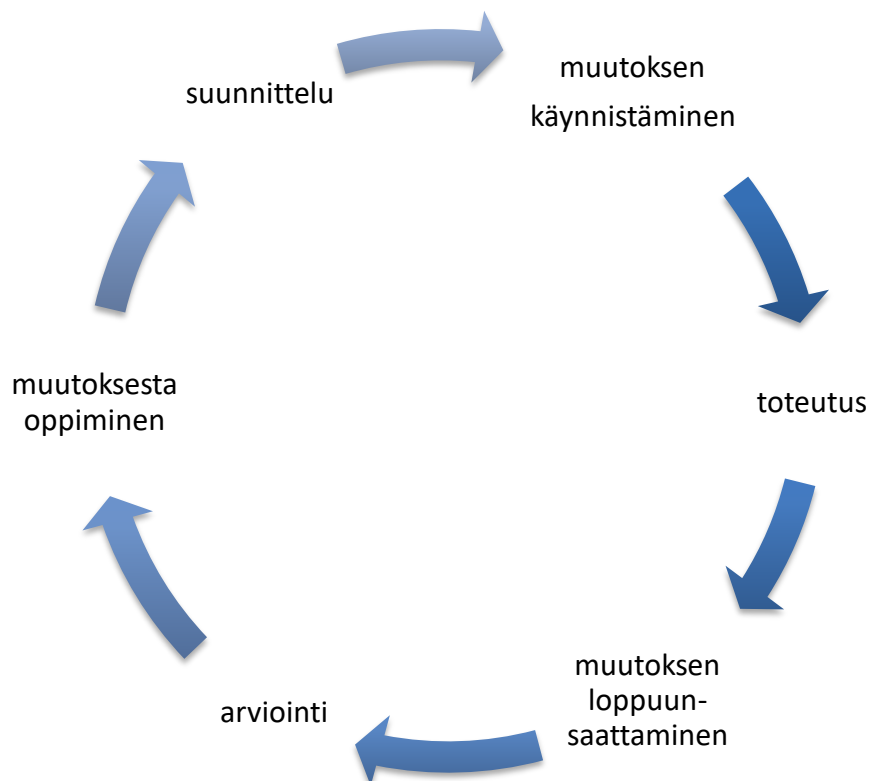 suunnittelu
muutoksen
käynnistäminen
toteutus
muutoksen
loppuun-
saattaminen
arviointi
muutoksesta
oppiminen